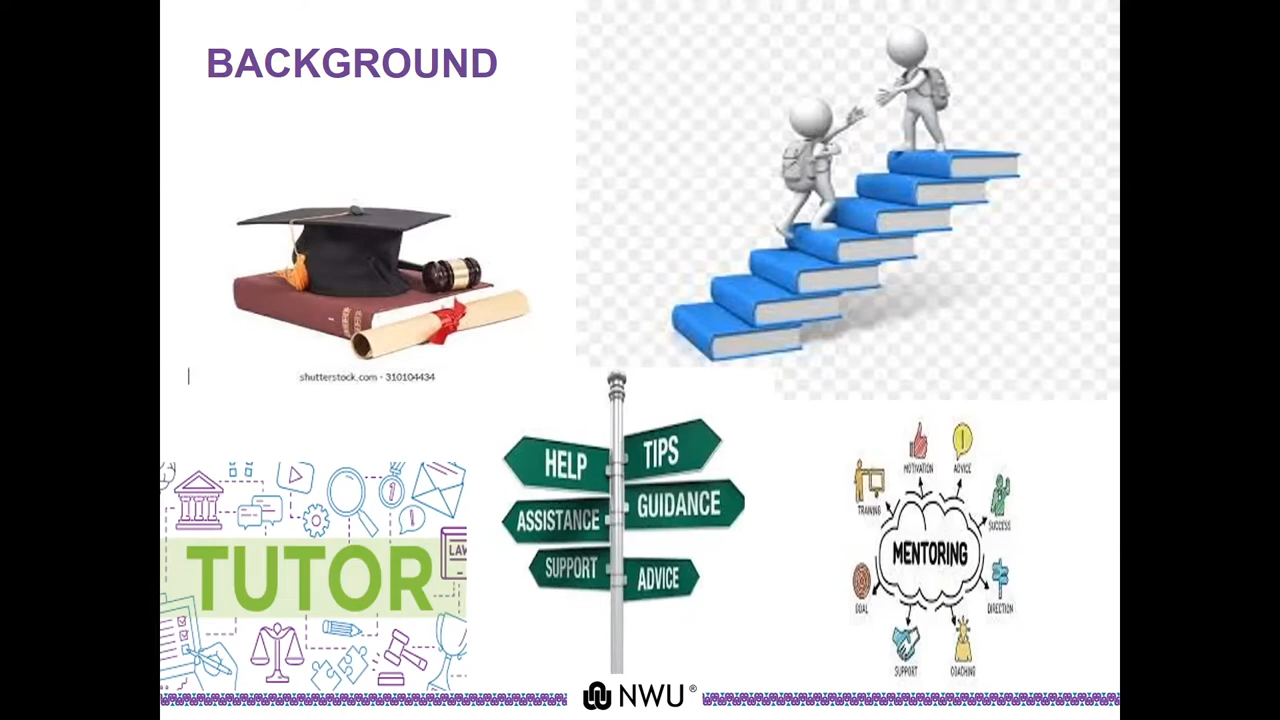 BACKGROUND
shutterstock.com · 310104434
HELP
TIPS
ASSISTANCE
GUIDANCE
SUPPORT
ADVICE
TUTOR
LAW
MENTORING
MOTIVATION
ADVICE
TRAINING
SUCCESS
GOAL
DIRECTION
SUPPORT
COACHING
NWU®